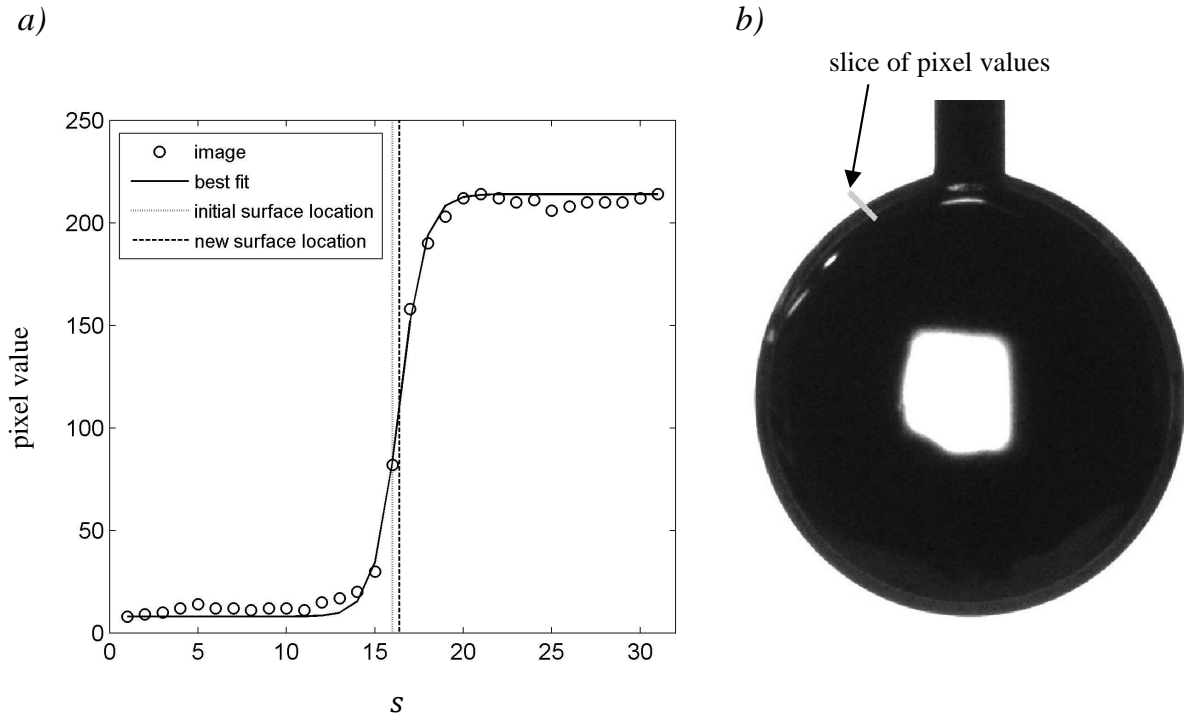 a)
250
200
150
100
50
0
image
best fit
initial surface location
new surface location
pixel value
0 5 10 15 20 25 30
s
b)
slice of pixel values